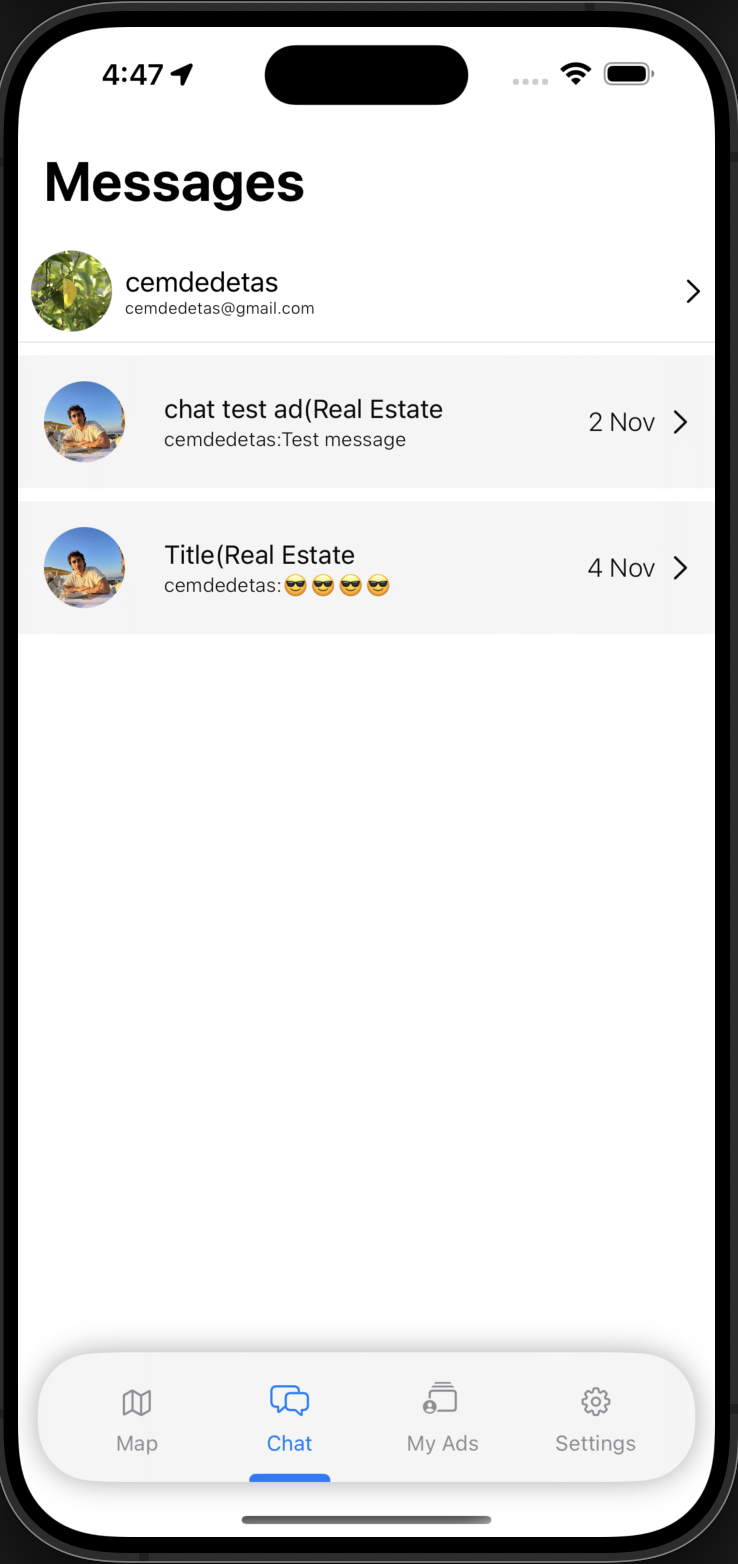 4:47
Messages
cemdedetas
cemdedetas@gmail.com
chat test ad(Real Estate
cemdedetas:Test message
2 Nov
Title(Real Estate
cemdedetas:😎😎😎😎
4 Nov
Map
Chat
My Ads
Settings